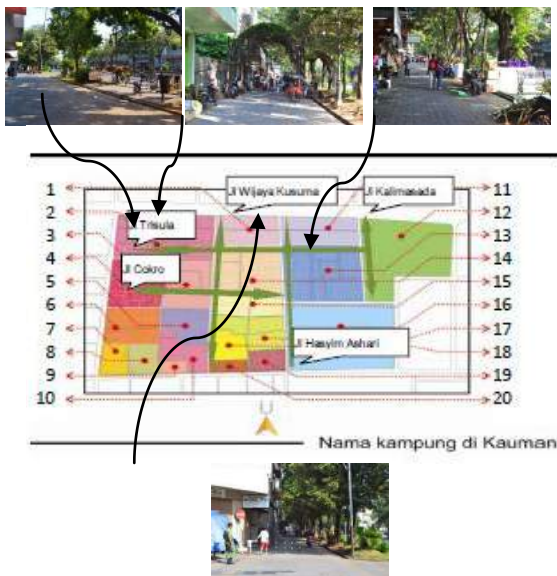 Jl Wijaya Kusuma
Jl Kalimasada
1
2
3
4
5
6
7
8
9
10
Jl Trisula
Jl Cokro
Jl Hasyim Ashari
11
12
13
14
15
16
17
18
19
20
U
Nama kampung di Kauman